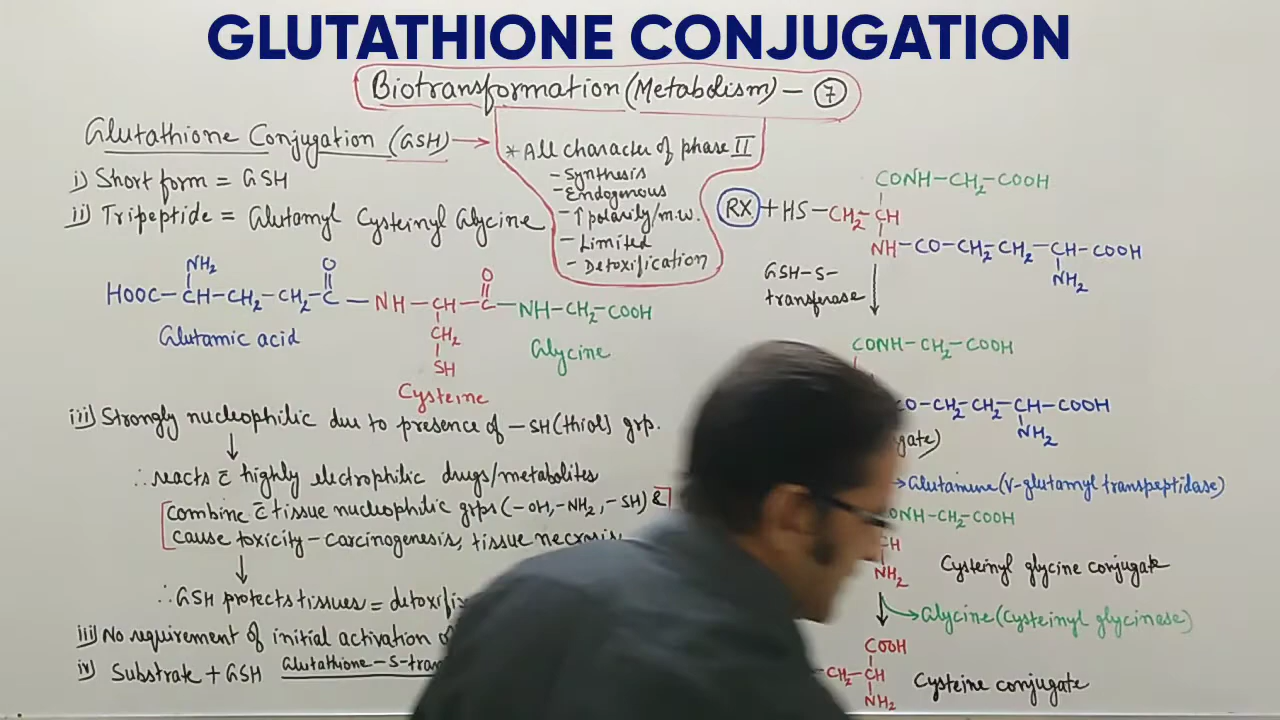 GLUTATHIONE CONJUGATION
Biotransformation (Metabolism) – 7
Glutathione Conjugation (GSH) →
* All character of phase II
– Synthesis
– Endogenous
– ↑ polarity/m.w.
– Limited
– Detoxification
i) Short form = GSH
ii) Tripeptide = Glutamyl Cysteinyl Glycine
NH2 O O
HOOC–CH–CH2–CH2–C–NH–CH–C–NH–CH2–COOH
CH2
SH
Glutamic acid
Cysteine
Glycine
iii) Strongly nucleophilic due to presence of –SH (thiol) grp.
↓
∴ reacts c̄ highly electrophilic drugs/metabolites
combine c̄ tissue nucleophilic grps (–OH, –NH2, –SH) &
cause toxicity – carcinogenesis, tissue necrosis
↓
∴ GSH protects tissues =
iii) No requirement of initial activation
iv) Substrate + GSH Glutathione–S–
CONH–CH2–COOH
RX + HS–CH2–CH
NH–CO–CH2–CH2–CH–COOH
NH2
GSH–S–
transferase ↓
CONH–CH2–COOH
CO–CH2–CH2–CH–COOH
NH2
→ Glutamine (γ-glutamyl transpeptidase)
CONH–CH2–COOH
CH
NH2
Cysteinyl glycine conjugate
↓ → Glycine (Cysteinyl glycinase)
COOH
CH2–CH
NH2
Cysteine conjugate